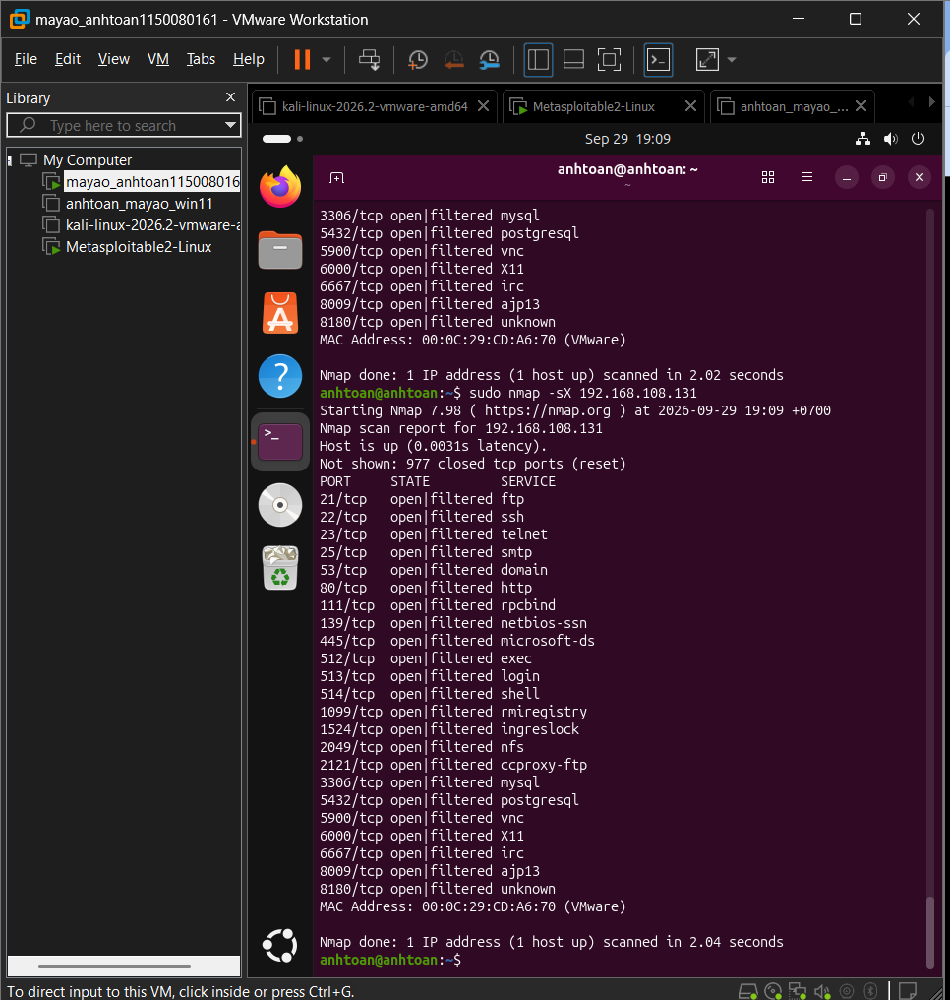 mayao_anhtoan1150080161 - VMware Workstation
File Edit View VM Tabs Help
Library
Type here to search
My Computer
mayao_anhtoan115008016
anhtoan_mayao_win11
kali-linux-2026.2-vmware-a
Metasploitable2-Linux
kali-linux-2026.2-vmware-amd64
Metasploitable2-Linux
anhtoan_mayao_...
Sep 29 19:09
anhtoan@anhtoan: ~
~
3306/tcp open|filtered mysql
5432/tcp open|filtered postgresql
5900/tcp open|filtered vnc
6000/tcp open|filtered X11
6667/tcp open|filtered irc
8009/tcp open|filtered ajp13
8180/tcp open|filtered unknown
MAC Address: 00:0C:29:CD:A6:70 (VMware)
Nmap done: 1 IP address (1 host up) scanned in 2.02 seconds
anhtoan@anhtoan:~$ sudo nmap -sX 192.168.108.131
Starting Nmap 7.98 ( https://nmap.org ) at 2026-09-29 19:09 +0700
Nmap scan report for 192.168.108.131
Host is up (0.0031s latency).
Not shown: 977 closed tcp ports (reset)
PORT STATE SERVICE
21/tcp open|filtered ftp
22/tcp open|filtered ssh
23/tcp open|filtered telnet
25/tcp open|filtered smtp
53/tcp open|filtered domain
80/tcp open|filtered http
111/tcp open|filtered rpcbind
139/tcp open|filtered netbios-ssn
445/tcp open|filtered microsoft-ds
512/tcp open|filtered exec
513/tcp open|filtered login
514/tcp open|filtered shell
1099/tcp open|filtered rmiregistry
1524/tcp open|filtered ingreslock
2049/tcp open|filtered nfs
2121/tcp open|filtered ccproxy-ftp
3306/tcp open|filtered mysql
5432/tcp open|filtered postgresql
5900/tcp open|filtered vnc
6000/tcp open|filtered X11
6667/tcp open|filtered irc
8009/tcp open|filtered ajp13
8180/tcp open|filtered unknown
MAC Address: 00:0C:29:CD:A6:70 (VMware)
Nmap done: 1 IP address (1 host up) scanned in 2.04 seconds
anhtoan@anhtoan:~$
To direct input to this VM, click inside or press Ctrl+G.